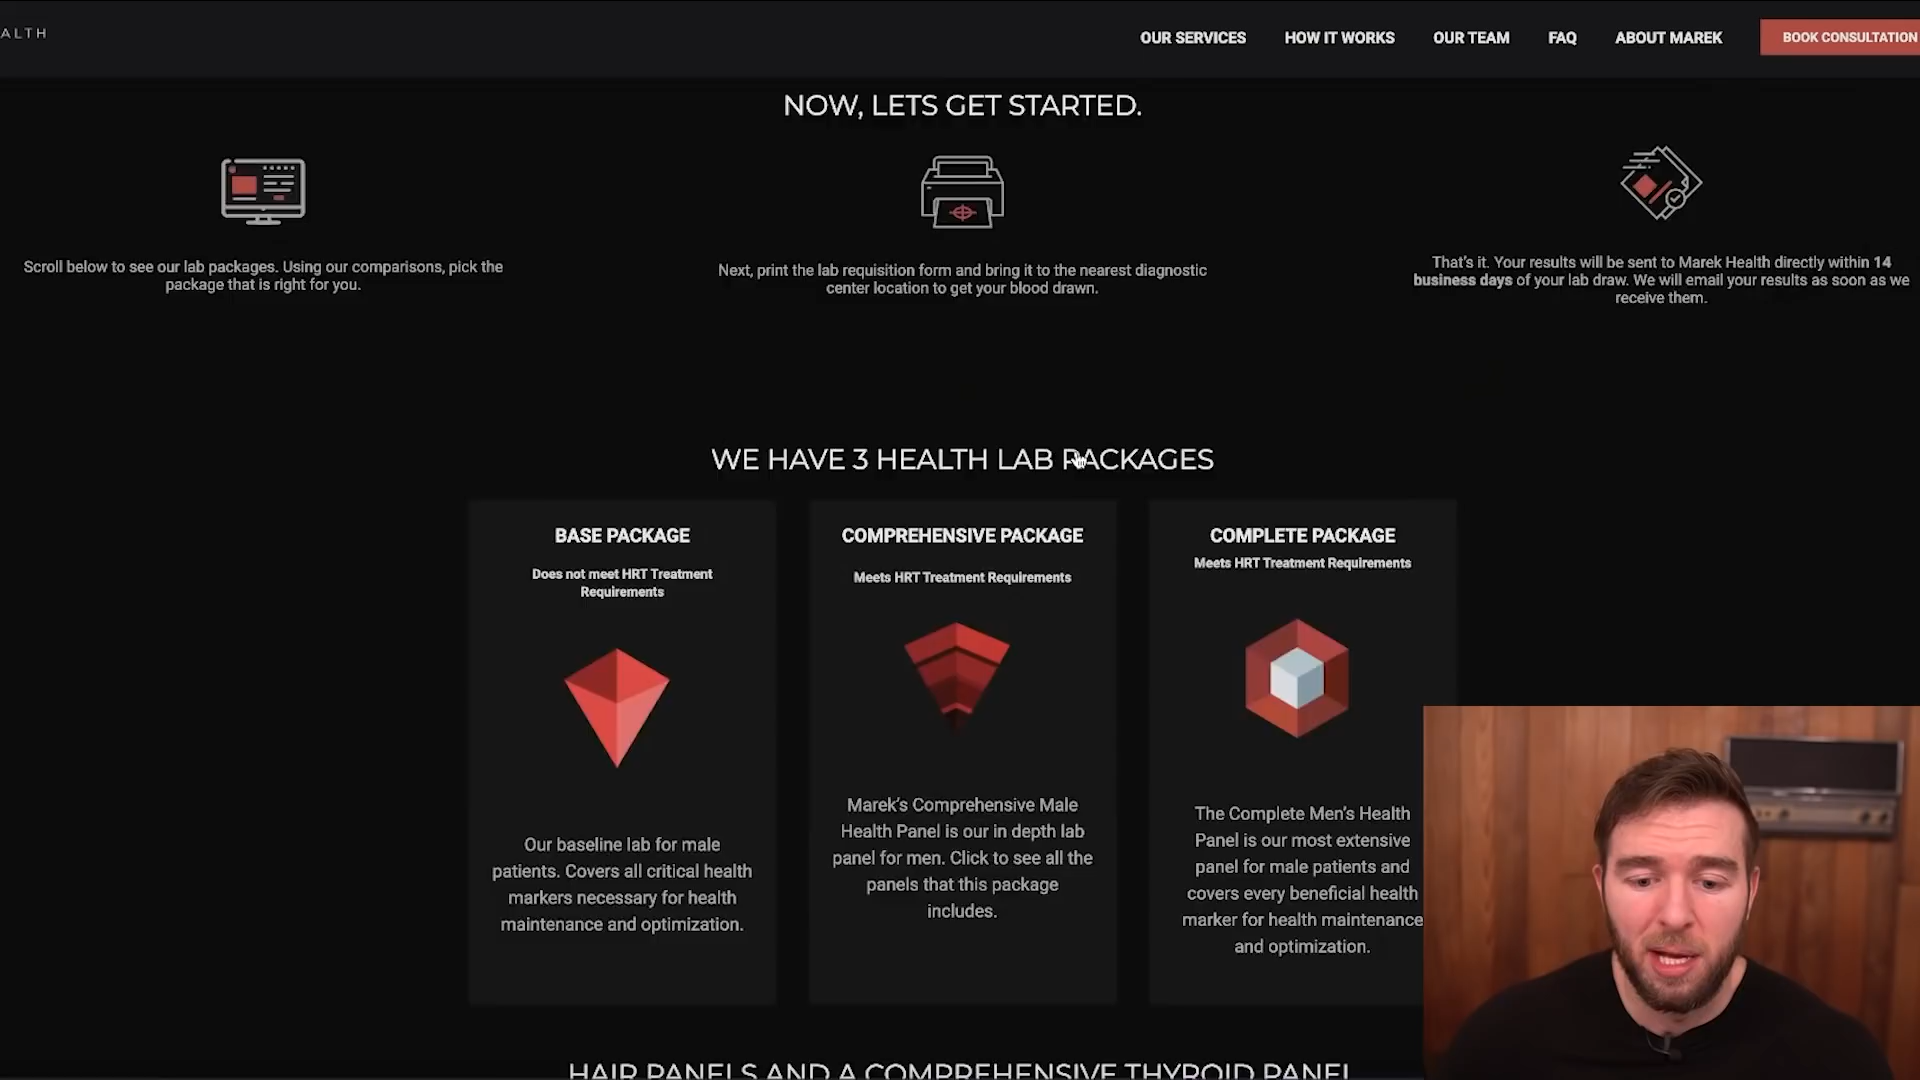 ALTH
OUR SERVICES
HOW IT WORKS
OUR TEAM
FAQ
ABOUT MAREK
BOOK CONSULTATION
NOW, LETS GET STARTED.
Scroll below to see our lab packages. Using our comparisons, pick the
package that is right for you.
Next, print the lab requisition form and bring it to the nearest diagnostic
center location to get your blood drawn.
That's it. Your results will be sent to Marek Health directly within 14
business days of your lab draw. We will email your results as soon as we
receive them.
WE HAVE 3 HEALTH LAB PACKAGES
BASE PACKAGE
Does not meet HRT Treatment
Requirements
Our baseline lab for male
patients. Covers all critical health
markers necessary for health
maintenance and optimization.
COMPREHENSIVE PACKAGE
Meets HRT Treatment Requirements
Marek's Comprehensive Male
Health Panel is our in depth lab
panel for men. Click to see all the
panels that this package
includes.
COMPLETE PACKAGE
Meets HRT Treatment Requirements
The Complete Men's Health
Panel is our most extensive
panel for male patients and
covers every beneficial health
marker for health maintenance
and optimization.
HAIR PANELS AND A COMPREHENSIVE THYROID PANEL